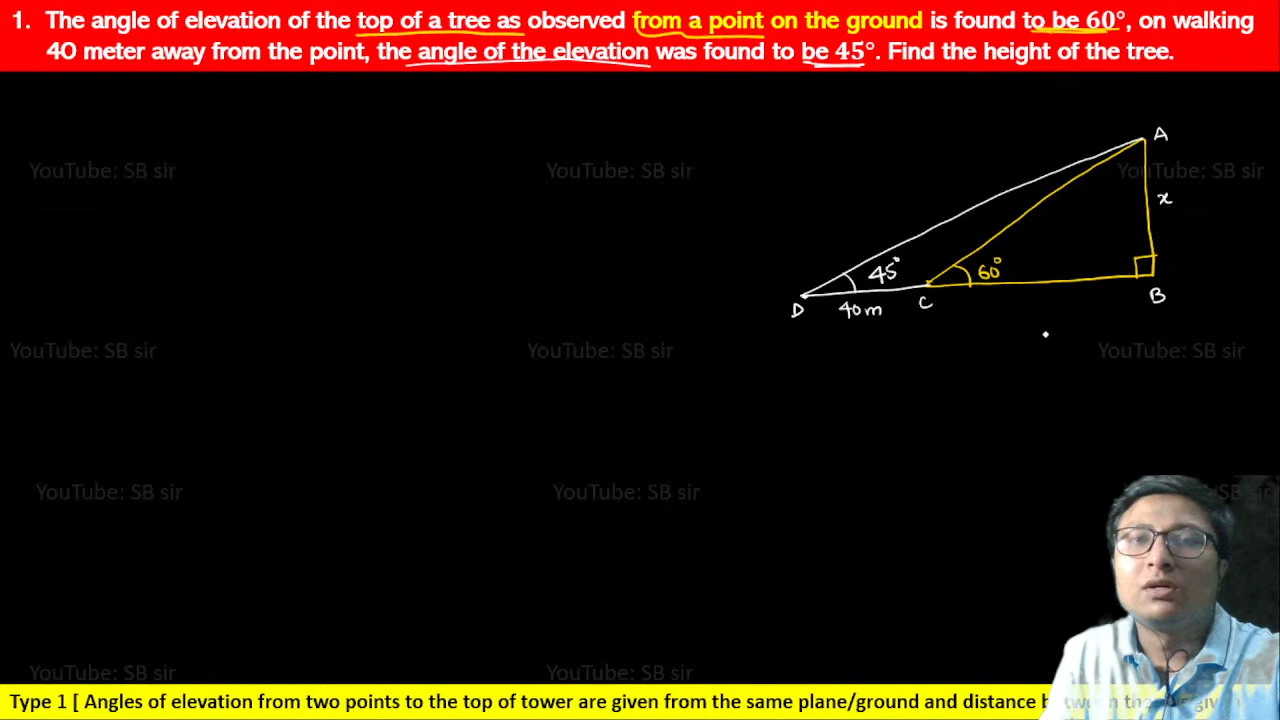 1. The angle of elevation of the top of a tree as observed from a point on the ground is found to be 60°, on walking
40 meter away from the point, the angle of the elevation was found to be 45°. Find the height of the tree.
A
YouTube: SB sir
YouTube: SB sir
YouTube: SB sir
x
45°
60°
D
40m
C
B
YouTube: SB sir
YouTube: SB sir
YouTube: SB sir
YouTube: SB sir
YouTube: SB sir
YouTube: SB sir
YouTube: SB sir
Type 1 [ Angles of elevation from two points to the top of tower are given from the same plane/ground and distance between